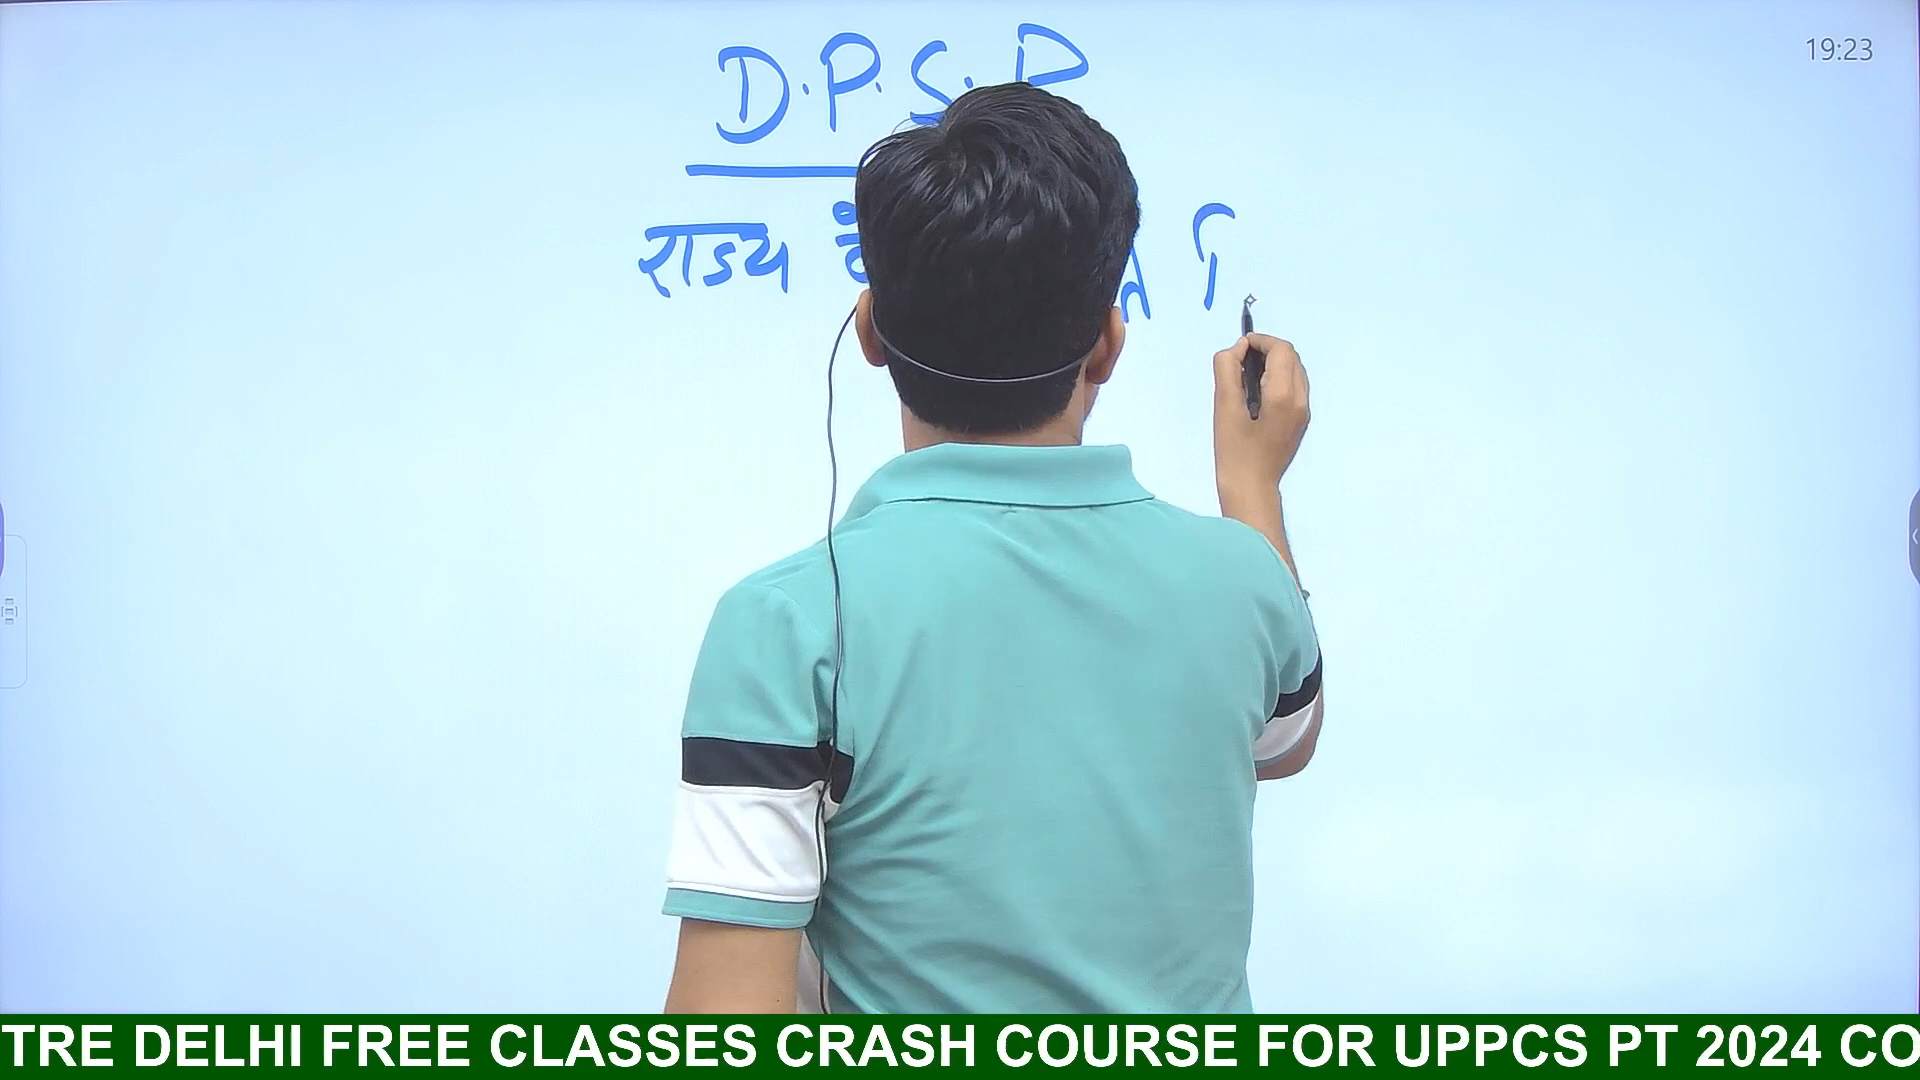 19:23
D.P.S.P
राज्य
TRE DELHI FREE CLASSES CRASH COURSE FOR UPPCS PT 2024 CO